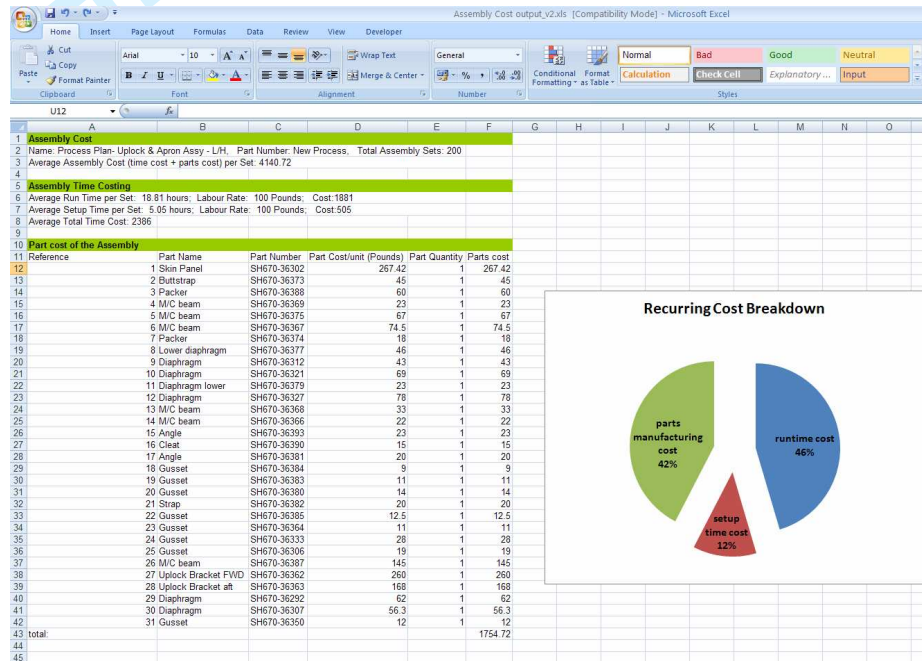 Assembly Cost output_v2.xls [Compatibility Mode] - Microsoft Excel
Home Insert Page Layout Formulas Data Review View Developer
Cut
Copy
Format Painter
Paste
Clipboard
Arial 10
Font
Wrap Text
Merge & Center
Alignment
General
Number
Conditional Formatting
Format as Table
Normal Bad Good Neutral
Calculation Check Cell Explanatory ... Input
Styles
U12 fx
A B C D E F G H I J K L M N O
1 Assembly Cost
2 Name: Process Plan- Uplock & Apron Assy - L/H, Part Number: New Process, Total Assembly Sets: 200
3 Average Assembly Cost (time cost + parts cost) per Set: 4140.72
4
5 Assembly Time Costing
6 Average Run Time per Set: 18.81 hours; Labour Rate: 100 Pounds; Cost:1881
7 Average Setup Time per Set: 5.05 hours; Labour Rate: 100 Pounds; Cost:505
8 Average Total Time Cost: 2386
9
10 Part cost of the Assembly
11 Reference Part Name Part Number Part Cost/unit (Pounds) Part Quantity Parts cost
12 1 Skin Panel SH670-36302 267.42 1 267.42
13 2 Buttstrap SH670-36373 45 1 45
14 3 Packer SH670-36388 60 1 60
15 4 M/C beam SH670-36369 23 1 23
16 5 M/C beam SH670-36375 67 1 67
17 6 M/C beam SH670-36367 74.5 1 74.5
18 7 Packer SH670-36374 18 1 18
19 8 Lower diaphragm SH670-36377 46 1 46
20 9 Diaphragm SH670-36312 43 1 43
21 10 Diaphragm SH670-36321 69 1 69
22 11 Diaphragm lower SH670-36379 23 1 23
23 12 Diaphragm SH670-36327 78 1 78
24 13 M/C beam SH670-36368 33 1 33
25 14 M/C beam SH670-36366 22 1 22
26 15 Angle SH670-36393 23 1 23
27 16 Cleat SH670-36390 15 1 15
28 17 Angle SH670-36381 20 1 20
29 18 Gusset SH670-36384 9 1 9
30 19 Gusset SH670-36383 11 1 11
31 20 Gusset SH670-36380 14 1 14
32 21 Strap SH670-36382 20 1 20
33 22 Gusset SH670-36385 12.5 1 12.5
34 23 Gusset SH670-36364 11 1 11
35 24 Gusset SH670-36333 28 1 28
36 25 Gusset SH670-36306 19 1 19
37 26 M/C beam SH670-36387 145 1 145
38 27 Uplock Bracket FWD SH670-36362 260 1 260
39 28 Uplock Bracket aft SH670-36363 168 1 168
40 29 Diaphragm SH670-36292 62 1 62
41 30 Diaphragm SH670-36307 56.3 1 56.3
42 31 Gusset SH670-36350 12 1 12
43 total: 1754.72
44
45
Recurring Cost Breakdown
parts
manufacturing
cost
42%
runtime cost
46%
setup
time cost
12%